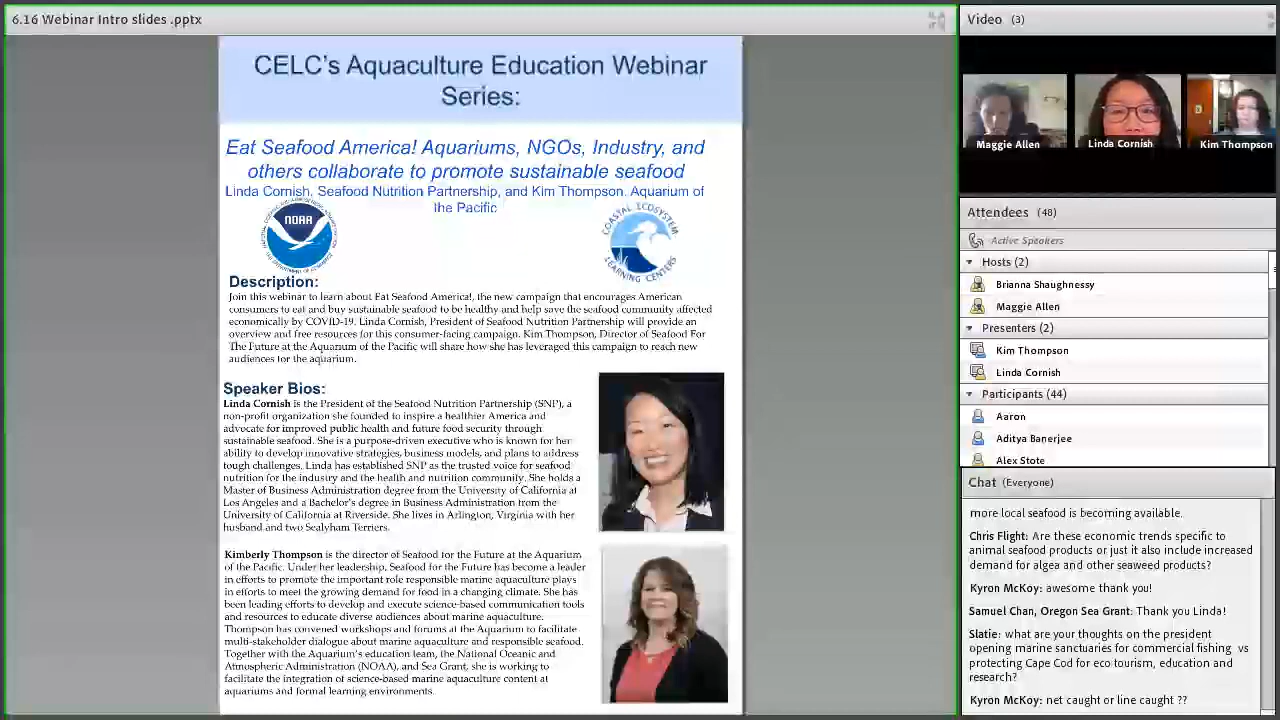 6.16 Webinar Intro slides .pptx
CELC's Aquaculture Education Webinar
Series:
Eat Seafood America! Aquariums, NGOs, Industry, and
others collaborate to promote sustainable seafood
Linda Cornish, Seafood Nutrition Partnership, and Kim Thompson, Aquarium of
the Pacific
NOAA
COASTAL ECOSYSTEM
LEARNING CENTERS
Description:
Join this webinar to learn about Eat Seafood America!, the new campaign that encourages American
consumers to eat and buy sustainable seafood to be healthy and help save the seafood community affected
economically by COVID-19. Linda Cornish, President of Seafood Nutrition Partnership will provide an
overview and free resources for this consumer-facing campaign. Kim Thompson, Director of Seafood For
The Future at the Aquarium of the Pacific will share how she has leveraged this campaign to reach new
audiences for the aquarium.
Speaker Bios:
Linda Cornish is the President of the Seafood Nutrition Partnership (SNP), a
non-profit organization she founded to inspire a healthier America and
advocate for improved public health and future food security through
sustainable seafood. She is a purpose-driven executive who is known for her
ability to develop innovative strategies, business models, and plans to address
tough challenges. Linda has established SNP as the trusted voice for seafood
nutrition for the industry and the health and nutrition community. She holds a
Master of Business Administration degree from the University of California at
Los Angeles and a Bachelor's degree in Business Administration from the
University of California at Riverside. She lives in Arlington, Virginia with her
husband and two Sealyham Terriers.
Kimberly Thompson is the director of Seafood for the Future at the Aquarium
of the Pacific. Under her leadership, Seafood for the Future has become a leader
in efforts to promote the important role responsible marine aquaculture plays
in efforts to meet the growing demand for food in a changing climate. She has
been leading efforts to develop and execute science-based communication tools
and resources to educate diverse audiences about marine aquaculture.
Thompson has convened workshops and forums at the Aquarium to facilitate
multi-stakeholder dialogue about marine aquaculture and responsible seafood.
Together with the Aquarium's education team, the National Oceanic and
Atmospheric Administration (NOAA), and Sea Grant, she is working to
facilitate the integration of science-based marine aquaculture content at
aquariums and formal learning environments.
Video (3)
Maggie Allen
Linda Cornish
Kim Thompson
Attendees (48)
Active Speakers
Hosts (2)
Brianna Shaughnessy
Maggie Allen
Presenters (2)
Kim Thompson
Linda Cornish
Participants (44)
Aaron
Aditya Banerjee
Alex Stote
Chat (Everyone)
more local seafood is becoming available.
Chris Flight: Are these economic trends specific to
animal seafood products or just it also include increased
demand for algea and other seaweed products?
Kyron McKoy: awesome thank you!
Samuel Chan, Oregon Sea Grant: Thank you Linda!
Slatie: what are your thoughts on the president
opening marine sanctuaries for commercial fishing vs
protecting Cape Cod for eco tourism, education and
research?
Kyron McKoy: net caught or line caught ??